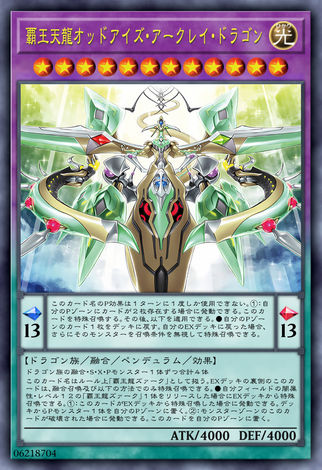 覇王天龍オッドアイズ・アークレイ・ドラゴン
光
このカード名のP効果は1ターンに1度しか使用できない。①：
自分のPゾーンにカードが2枚存在する場合に発動できる。このカ
ードを特殊召喚する。その後、以下を適用できる。●自分のPゾーン
のカード1枚をデッキに戻す。自分のEXデッキに戻った場合、
さらにそのモンスターを召喚条件を無視して特殊召喚できる。
13
13
【ドラゴン族／融合／ペンデュラム／効果】
ドラゴン族の融合・S・X・Pモンスター1体ずつ合計4体
このカード名はルール上「覇王龍ズァーク」として扱う。EXデッキの裏側のこのカー
ドは、融合召喚及び以下の方法でのみ特殊召喚できる。●自分フィールドの闇属
性・レベル12の「覇王龍ズァーク」1体をリリースした場合にEXデッキから特殊
召喚できる。①：このカードがEXデッキから特殊召喚した場合に発動できる。デッ
キからPモンスター1体を自分のPゾーンに置く。②：モンスターゾーンのこのカー
ドが破壊された場合に発動できる。このカードを自分のPゾーンに置く。
ATK/4000 DEF/4000
06218704